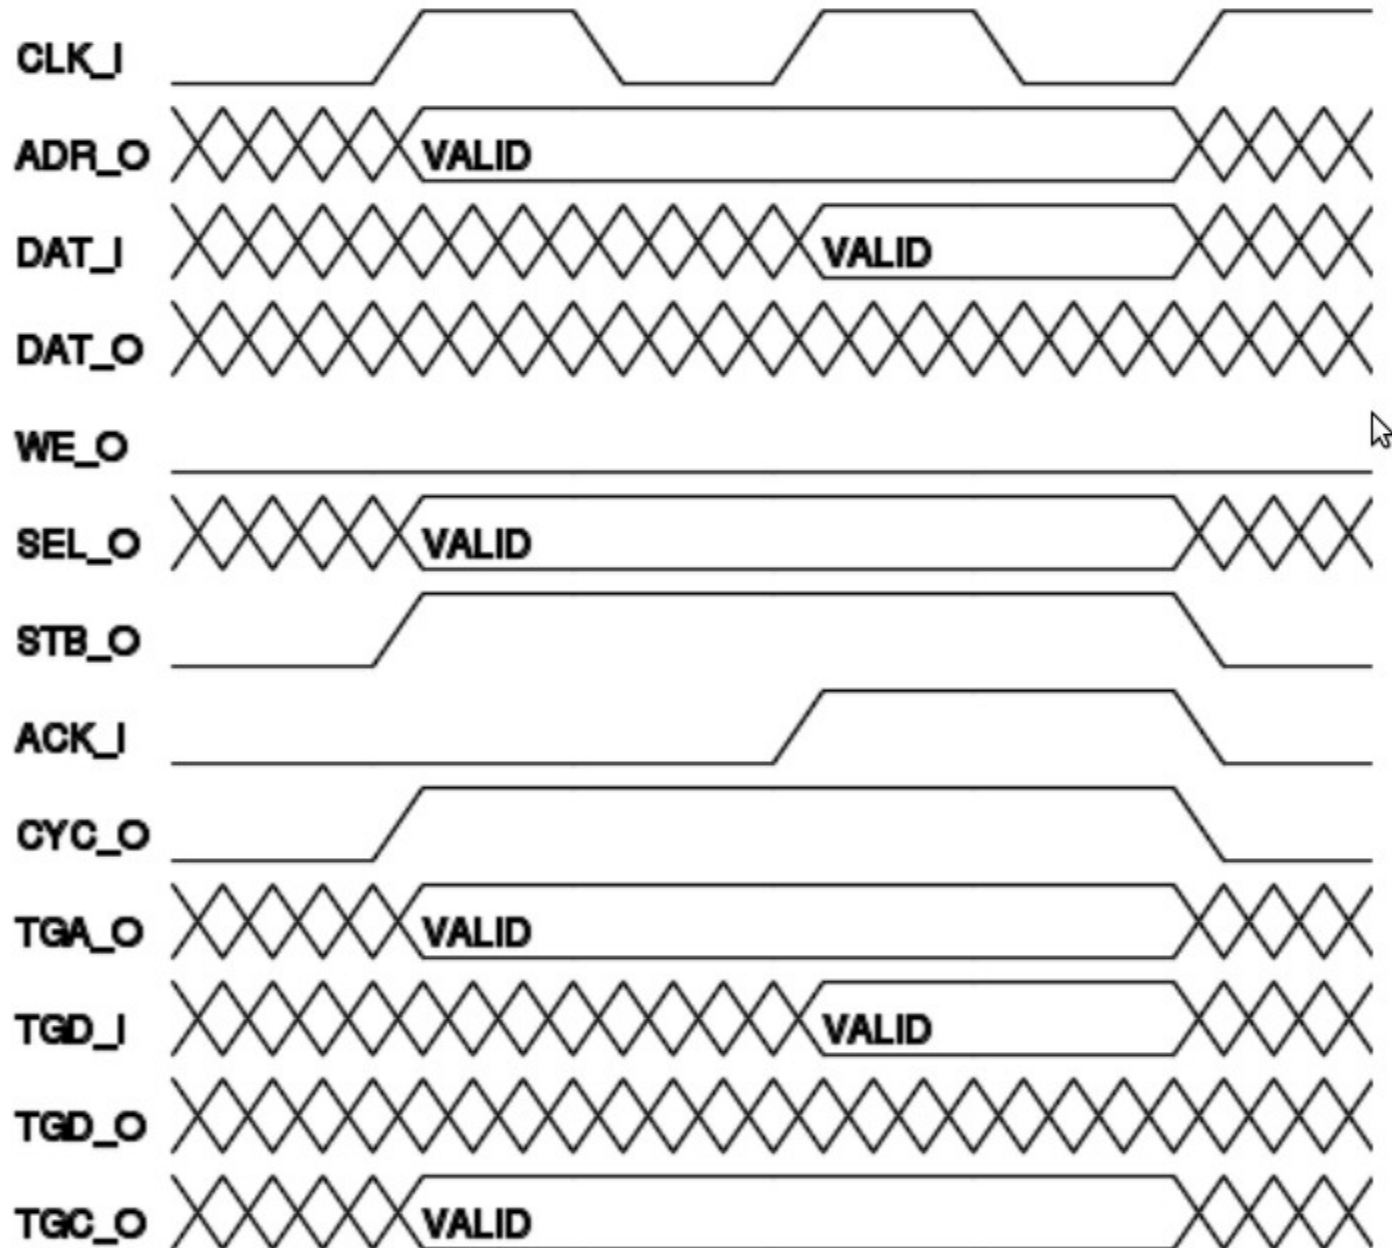 CLK_I
ADR_O VALID
DAT_I VALID
DAT_O
WE_O
SEL_O VALID
STB_O
ACK_I
CYC_O
TGA_O VALID
TGD_I VALID
TGD_O
TGC_O VALID